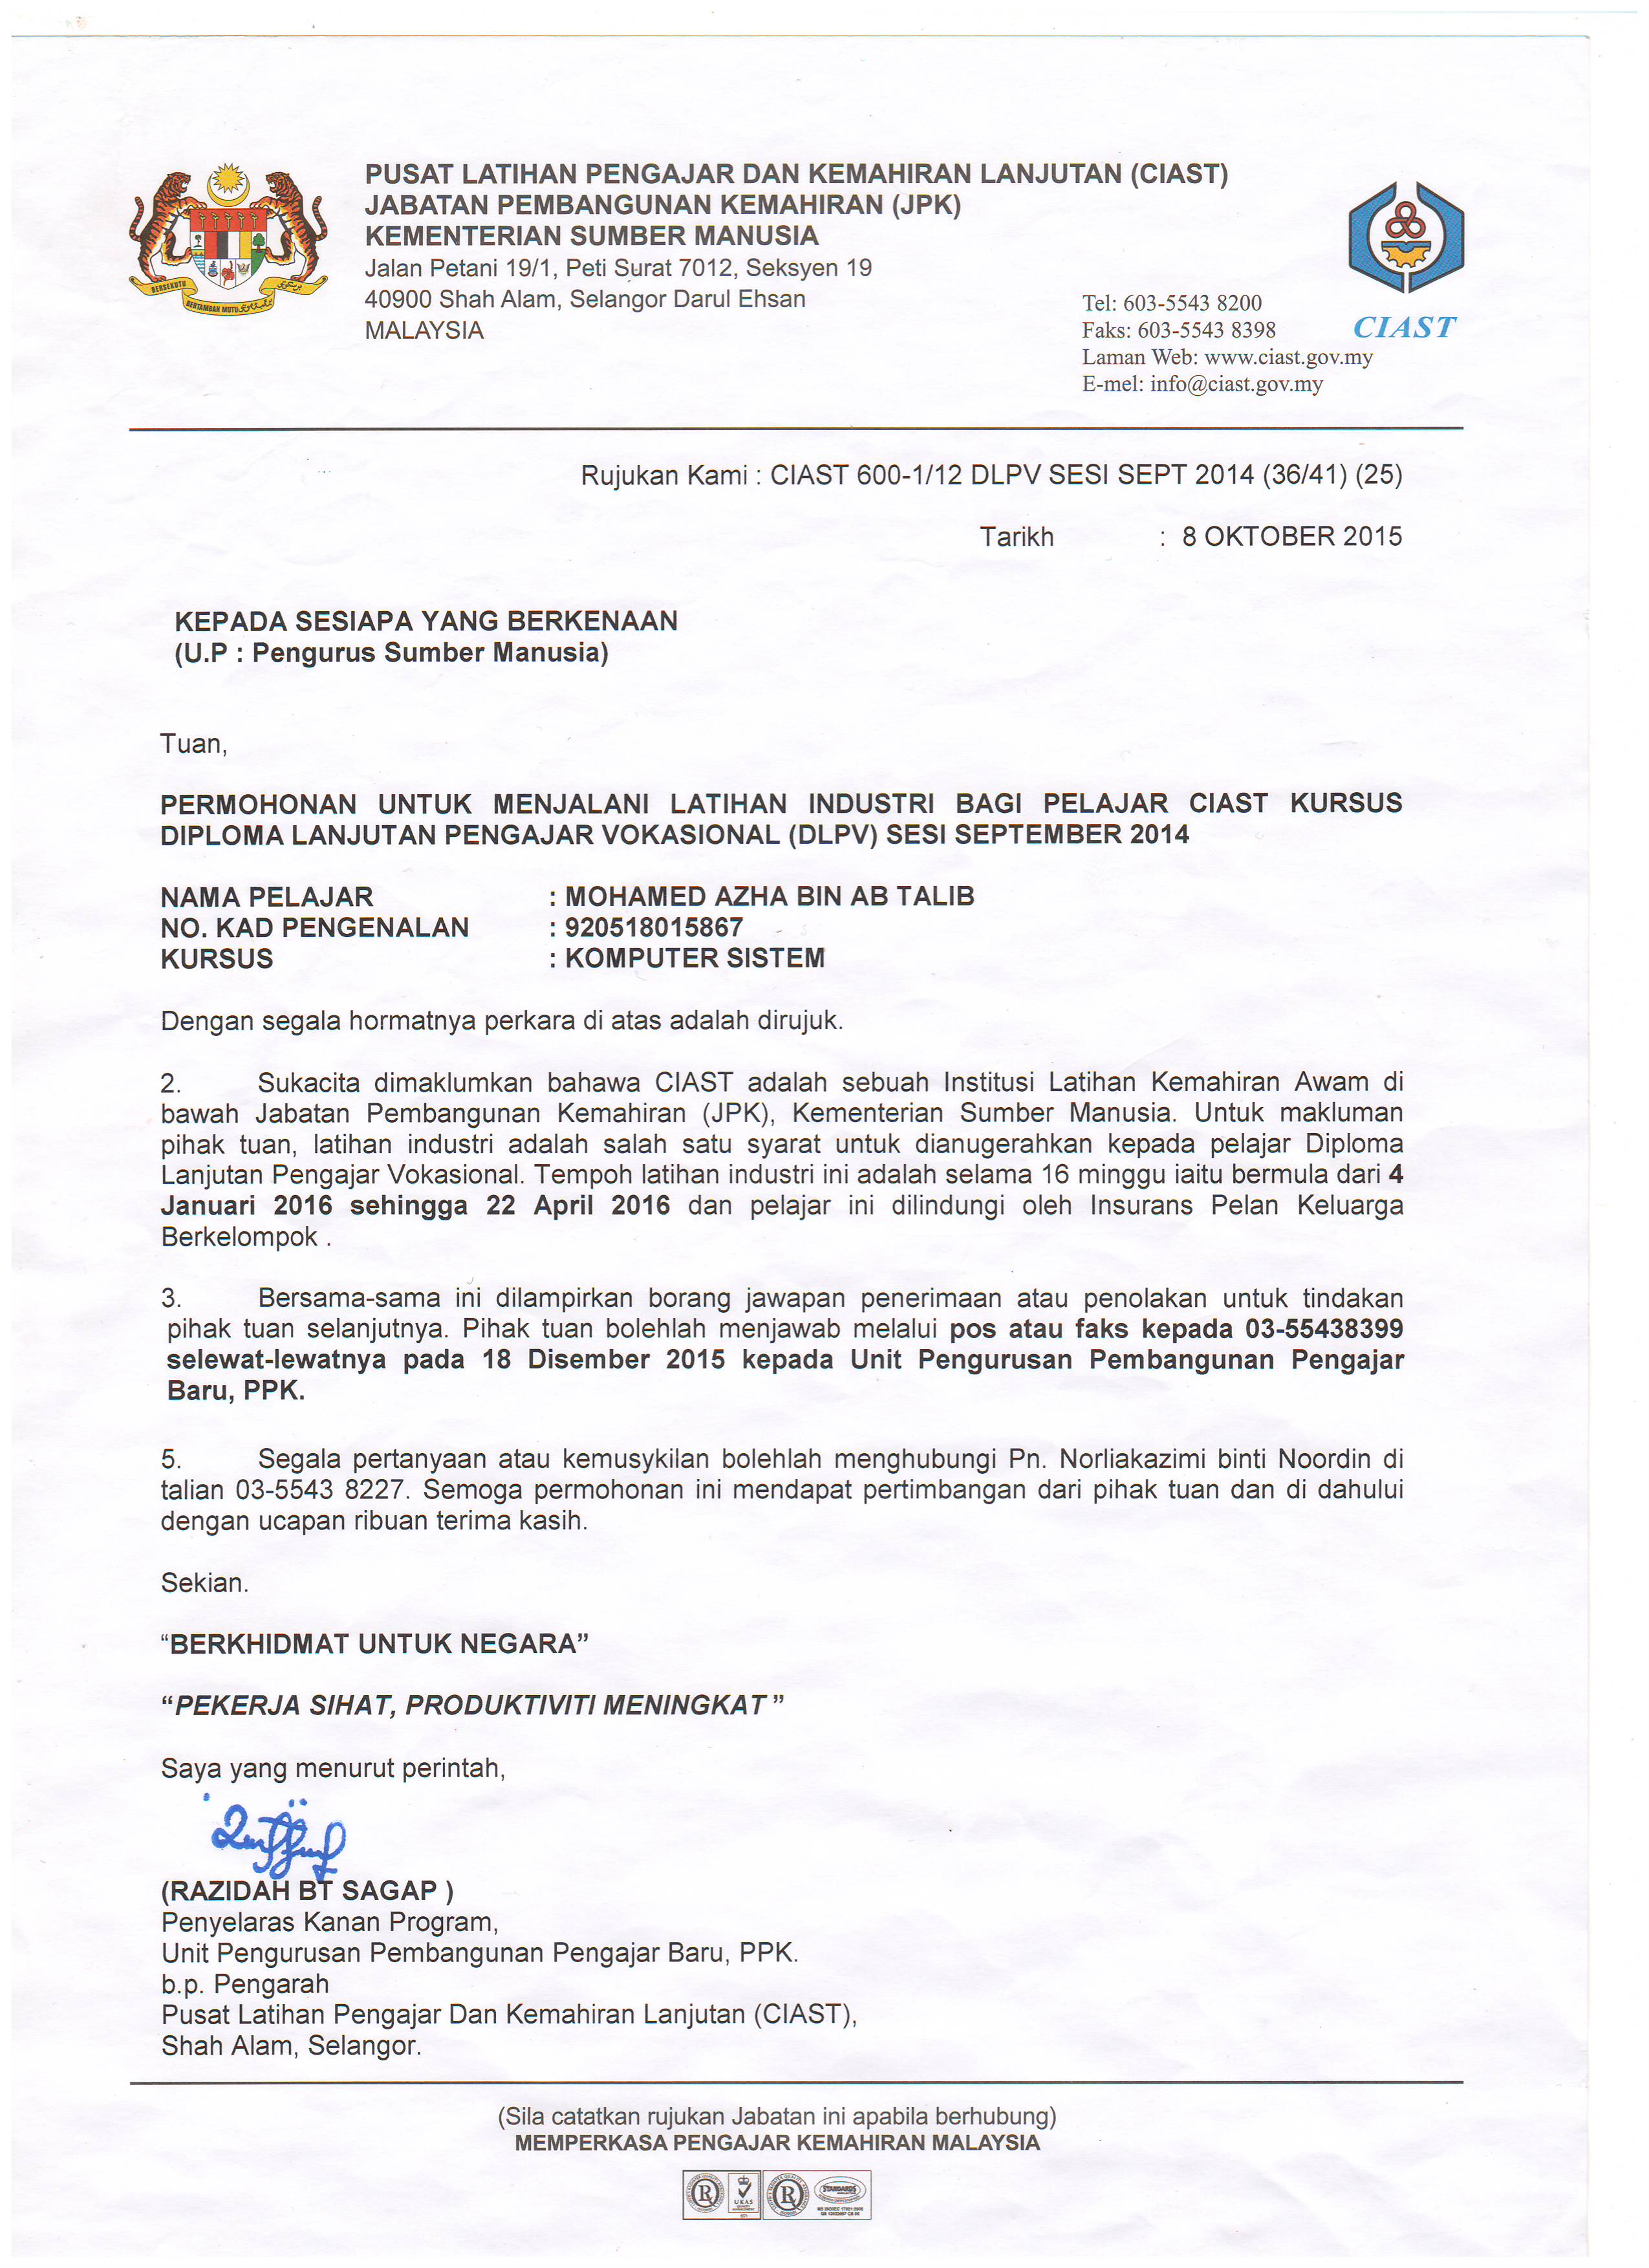 PUSAT LATIHAN PENGAJAR DAN KEMAHIRAN LANJUTAN (CIAST)
JABATAN PEMBANGUNAN KEMAHIRAN (JPK)
KEMENTERIAN SUMBER MANUSIA
Jalan Petani 19/1, Peti Surat 7012, Seksyen 19
40900 Shah Alam, Selangor Darul Ehsan
MALAYSIA
BERSEKUTU
BERTAMBAH MUTU
Tel: 603-5543 8200
Faks: 603-5543 8398
Laman Web: www.ciast.gov.my
E-mel: info@ciast.gov.my
CIAST
Rujukan Kami : CIAST 600-1/12 DLPV SESI SEPT 2014 (36/41) (25)
Tarikh : 8 OKTOBER 2015
KEPADA SESIAPA YANG BERKENAAN
(U.P : Pengurus Sumber Manusia)
Tuan,
PERMOHONAN UNTUK MENJALANI LATIHAN INDUSTRI BAGI PELAJAR CIAST KURSUS
DIPLOMA LANJUTAN PENGAJAR VOKASIONAL (DLPV) SESI SEPTEMBER 2014
NAMA PELAJAR : MOHAMED AZHA BIN AB TALIB
NO. KAD PENGENALAN : 920518015867
KURSUS : KOMPUTER SISTEM
Dengan segala hormatnya perkara di atas adalah dirujuk.
2. Sukacita dimaklumkan bahawa CIAST adalah sebuah Institusi Latihan Kemahiran Awam di
bawah Jabatan Pembangunan Kemahiran (JPK), Kementerian Sumber Manusia. Untuk makluman
pihak tuan, latihan industri adalah salah satu syarat untuk dianugerahkan kepada pelajar Diploma
Lanjutan Pengajar Vokasional. Tempoh latihan industri ini adalah selama 16 minggu iaitu bermula dari 4
Januari 2016 sehingga 22 April 2016 dan pelajar ini dilindungi oleh Insurans Pelan Keluarga
Berkelompok .
3. Bersama-sama ini dilampirkan borang jawapan penerimaan atau penolakan untuk tindakan
pihak tuan selanjutnya. Pihak tuan bolehlah menjawab melalui pos atau faks kepada 03-55438399
selewat-lewatnya pada 18 Disember 2015 kepada Unit Pengurusan Pembangunan Pengajar
Baru, PPK.
5. Segala pertanyaan atau kemusykilan bolehlah menghubungi Pn. Norliakazimi binti Noordin di
talian 03-5543 8227. Semoga permohonan ini mendapat pertimbangan dari pihak tuan dan di dahului
dengan ucapan ribuan terima kasih.
Sekian.
“BERKHIDMAT UNTUK NEGARA”
“PEKERJA SIHAT, PRODUKTIVITI MENINGKAT ”
Saya yang menurut perintah,
(RAZIDAH BT SAGAP )
Penyelaras Kanan Program,
Unit Pengurusan Pembangunan Pengajar Baru, PPK.
b.p. Pengarah
Pusat Latihan Pengajar Dan Kemahiran Lanjutan (CIAST),
Shah Alam, Selangor.
(Sila catatkan rujukan Jabatan ini apabila berhubung)
MEMPERKASA PENGAJAR KEMAHIRAN MALAYSIA
UKAS
STANDARDS